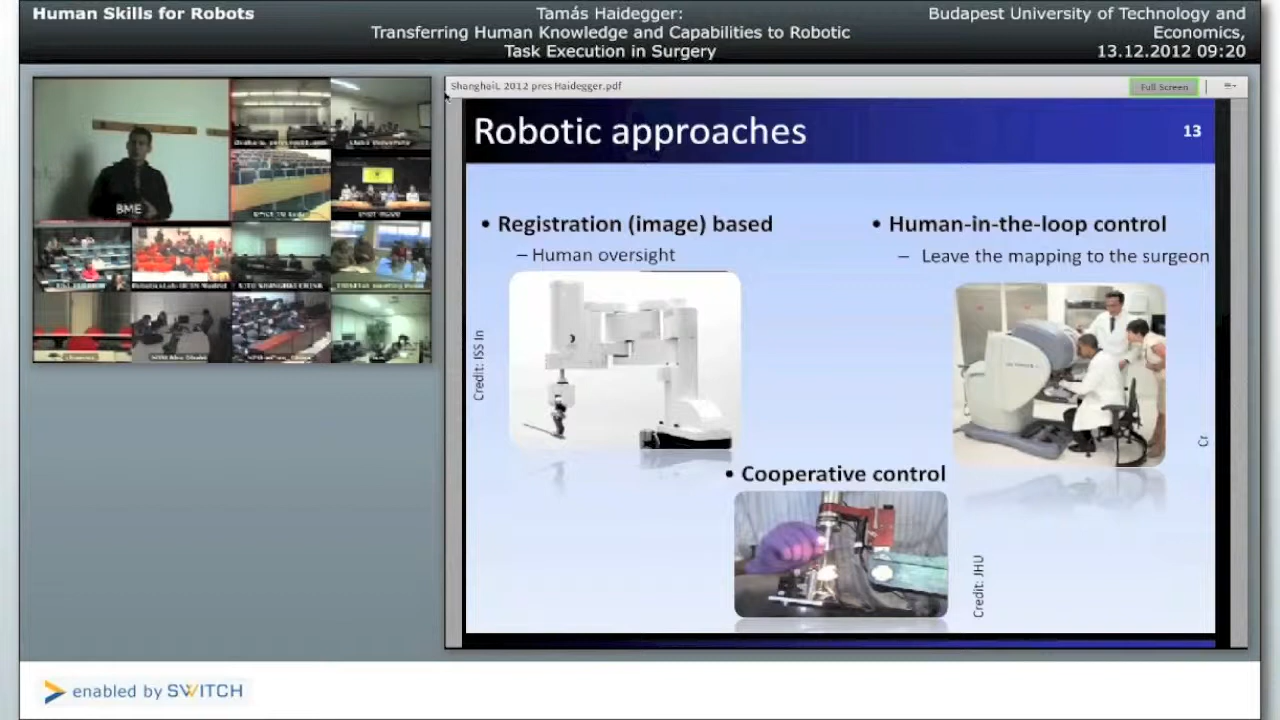 Human Skills for Robots
Tamás Haidegger:
Transferring Human Knowledge and Capabilities to Robotic
Task Execution in Surgery
Budapest University of Technology and
Economics,
13.12.2012 09:20
ShanghaiL 2012 pres Haidegger.pdf
Full Screen
BME
Robotic approaches
13
• Registration (image) based
– Human oversight
• Human-in-the-loop control
– Leave the mapping to the surgeon
Credit: ISS In
Cr
• Cooperative control
Credit: JHU
enabled by SWITCH